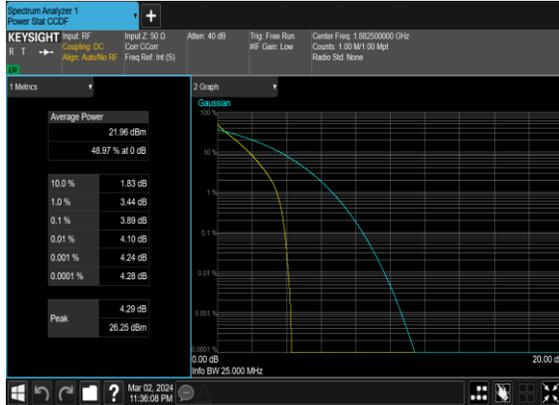 Spectrum Analyzer 1
Power Stat CCDF
+
KEYSIGHT
R T
Input: RF
Coupling: DC
Align: Auto/No RF
Input Z: 50 Ω
Corr CCorr
Freq Ref: Int (S)
Atten: 40 dB
Trig: Free Run
#IF Gain: Low
Center Freq: 1.882500000 GHz
Counts: 1.00 M/1.00 Mpt
Radio Std: None
1 Metrics
Average Power
21.96 dBm
48.97 % at 0 dB
10.0 % 1.83 dB
1.0 % 3.44 dB
0.1 % 3.89 dB
0.01 % 4.10 dB
0.001 % 4.24 dB
0.0001 % 4.28 dB
Peak
4.29 dB
26.25 dBm
2 Graph
Gaussian
100 %
10 %
1 %
0.1 %
0.01 %
0.001 %
0.0001 %
0.00 dB
20.00 d
Info BW 25.000 MHz
?
Mar 02, 2024
11:36:08 PM